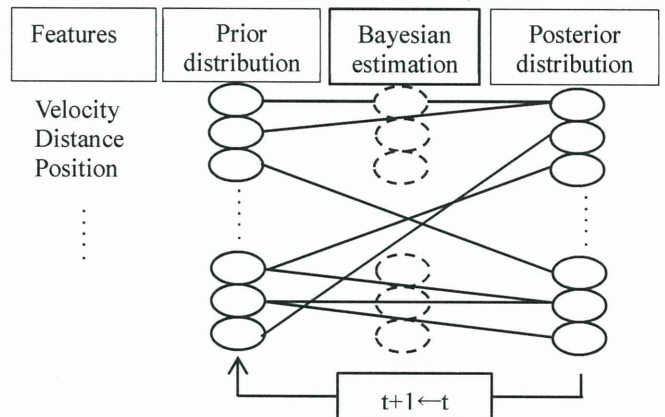 Features
Prior
distribution
Bayesian
estimation
Posterior
distribution
Velocity
Distance
Position
t+1←t